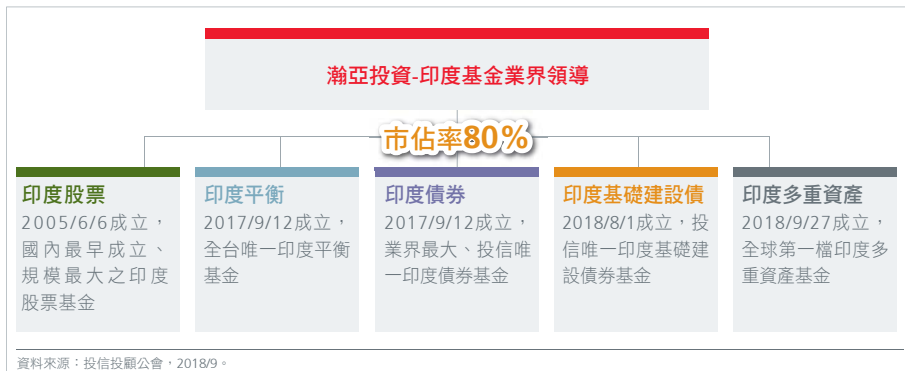 瀚亞投資-印度基金業界領導
市佔率80%
印度股票
2005/6/6成立，
國內最早成立、
規模最大之印度
股票基金
印度平衡
2017/9/12成立，
全台唯一印度平衡
基金
印度債券
2017/9/12成立，
業界最大、投信唯
一印度債券基金
印度基礎建設債
2018/8/1成立，投
信唯一印度基礎建
設債券基金
印度多重資產
2018/9/27成立，
全球第一檔印度多
重資產基金
資料來源：投信投顧公會，2018/9。